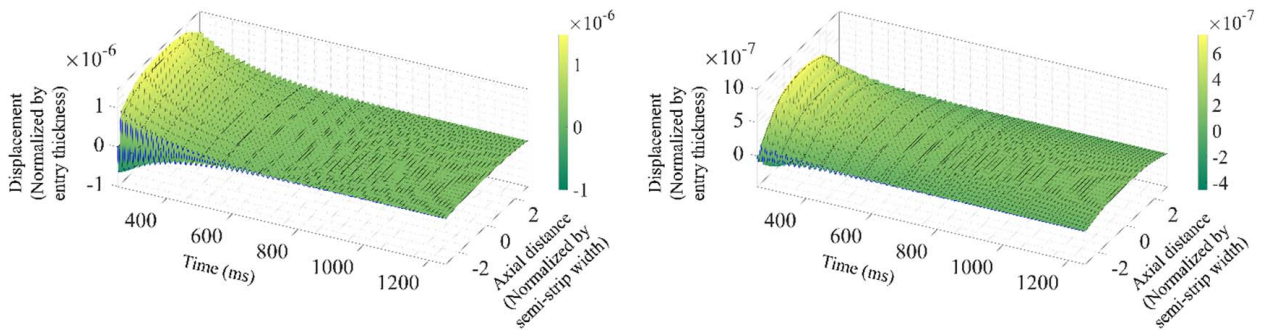 ×10⁻⁶
Displacement
(Normalized by
entry thickness)
1
0
-1
400
600
800
1000
1200
Time (ms)
-2
0
2
Axial distance
(Normalized by
semi-strip width)
×10⁻⁶
1
0
-1
×10⁻⁷
Displacement
(Normalized by
entry thickness)
10
5
0
400
600
800
1000
1200
Time (ms)
-2
0
2
Axial distance
(Normalized by
semi-strip width)
×10⁻⁷
6
4
2
0
-2
-4